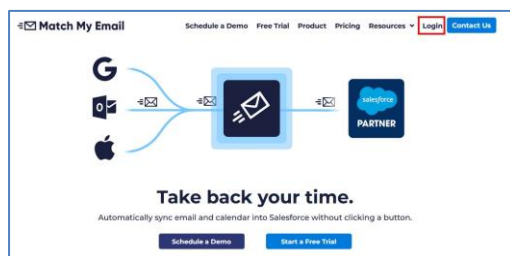 Match My Email
Schedule a Demo Free Trial Product Pricing Resources Login Contact Us
G
salesforce
PARTNER
Take back your time.
Automatically sync email and calendar into Salesforce without clicking a button.
Schedule a Demo Start a Free Trial